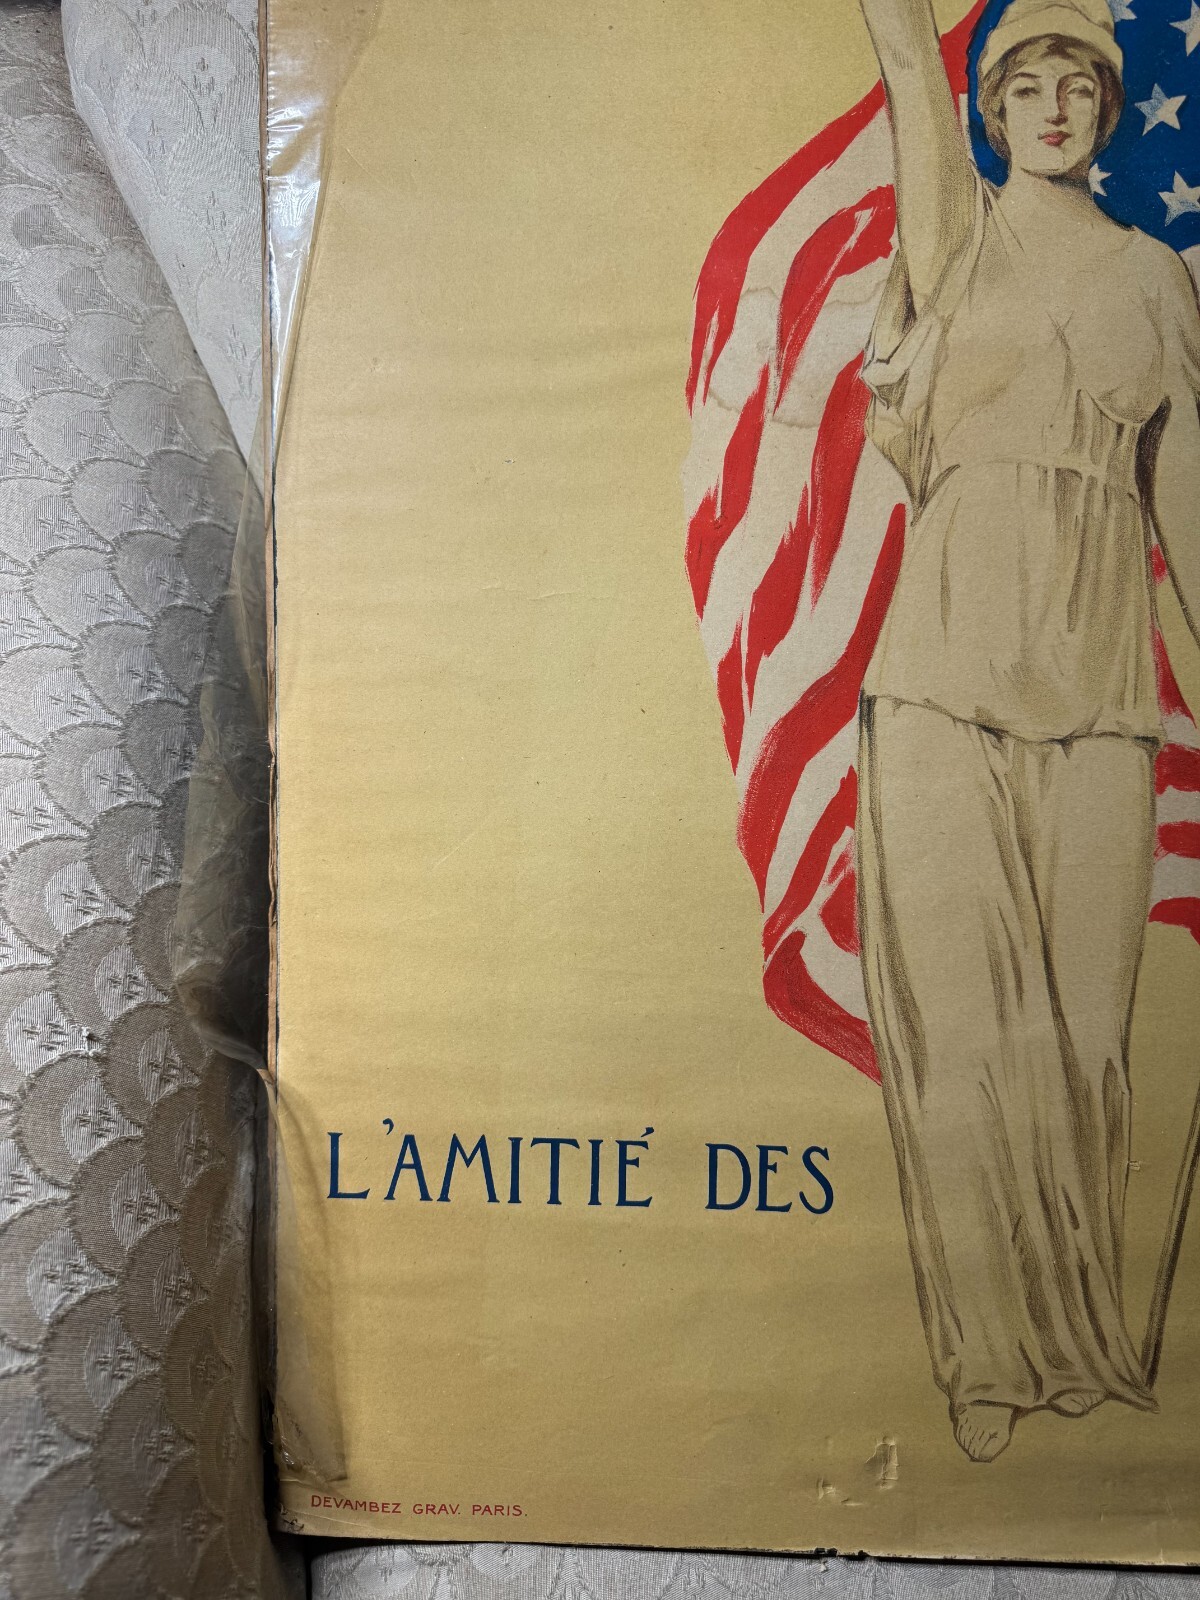 L'AMITIÉ DES
DEVAMBEZ GRAV. PARIS.